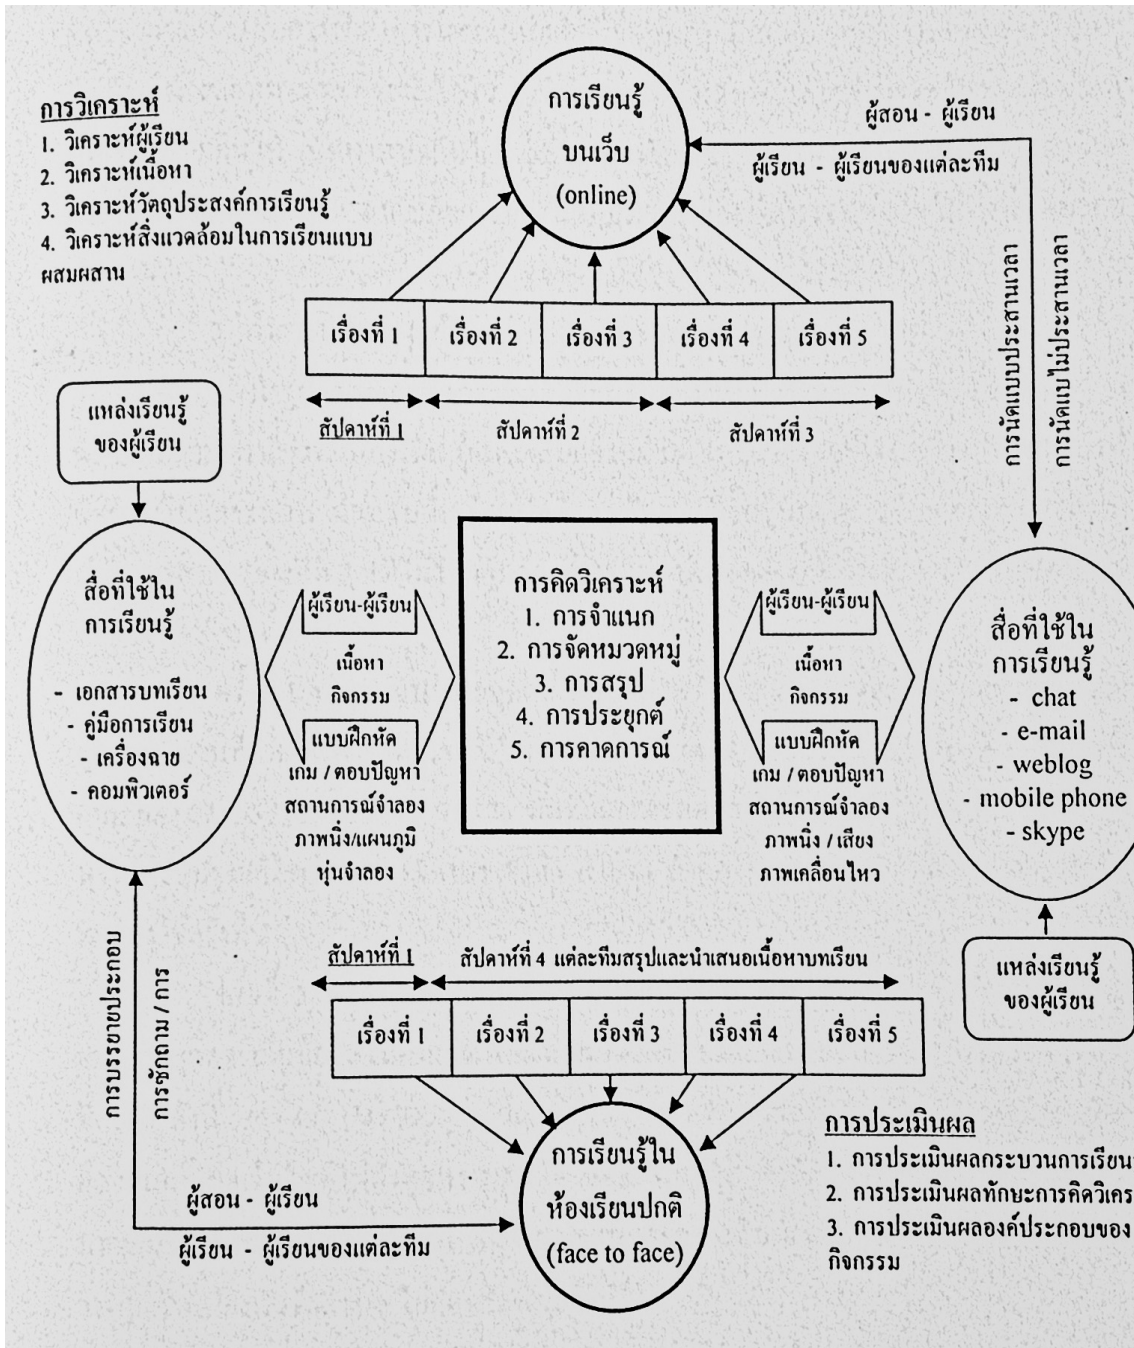 การวิเคราะห์
1. วิเคราะห์ผู้เรียน
2. วิเคราะห์เนื้อหา
3. วิเคราะห์วัตถุประสงค์การเรียนรู้
4. วิเคราะห์สิ่งแวดล้อมในการเรียนแบบ
ผสมผสาน
การเรียนรู้
บนเว็บ
(online)
ผู้สอน - ผู้เรียน
ผู้เรียน - ผู้เรียนของแต่ละทีม
การนัดแบบประสานเวลา
การนัดแบไม่ประสานเวลา
เรื่องที่ 1
เรื่องที่ 2
เรื่องที่ 3
เรื่องที่ 4
เรื่องที่ 5
สัปดาห์ที่ 1
สัปดาห์ที่ 2
สัปดาห์ที่ 3
แหล่งเรียนรู้
ของผู้เรียน
สื่อที่ใช้ใน
การเรียนรู้
- เอกสารบทเรียน
- คู่มือการเรียน
- เครื่องฉาย
- คอมพิวเตอร์
ผู้เรียน-ผู้เรียน
เนื้อหา
กิจกรรม
แบบฝึกหัด
เกม / ตอบปัญหา
สถานการณ์จำลอง
ภาพนิ่ง/แผนภูมิ
หุ่นจำลอง
การคิดวิเคราะห์
1. การจำแนก
2. การจัดหมวดหมู่
3. การสรุป
4. การประยุกต์
5. การคาดการณ์
ผู้เรียน-ผู้เรียน
เนื้อหา
กิจกรรม
แบบฝึกหัด
เกม / ตอบปัญหา
สถานการณ์จำลอง
ภาพนิ่ง / เสียง
ภาพเคลื่อนไหว
สื่อที่ใช้ใน
การเรียนรู้
- chat
- e-mail
- weblog
- mobile phone
- skype
แหล่งเรียนรู้
ของผู้เรียน
การบรรยายประกอบ
การซักถาม / การ
สัปดาห์ที่ 1
สัปดาห์ที่ 4 แต่ละทีมสรุปและนำเสนอเนื้อหาบทเรียน
เรื่องที่ 1
เรื่องที่ 2
เรื่องที่ 3
เรื่องที่ 4
เรื่องที่ 5
การเรียนรู้ใน
ห้องเรียนปกติ
(face to face)
ผู้สอน - ผู้เรียน
ผู้เรียน - ผู้เรียนของแต่ละทีม
การประเมินผล
1. การประเมินผลกระบวนการเรียน
2. การประเมินผลทักษะการคิดวิเคร
3. การประเมินผลองค์ประกอบของ
กิจกรรม